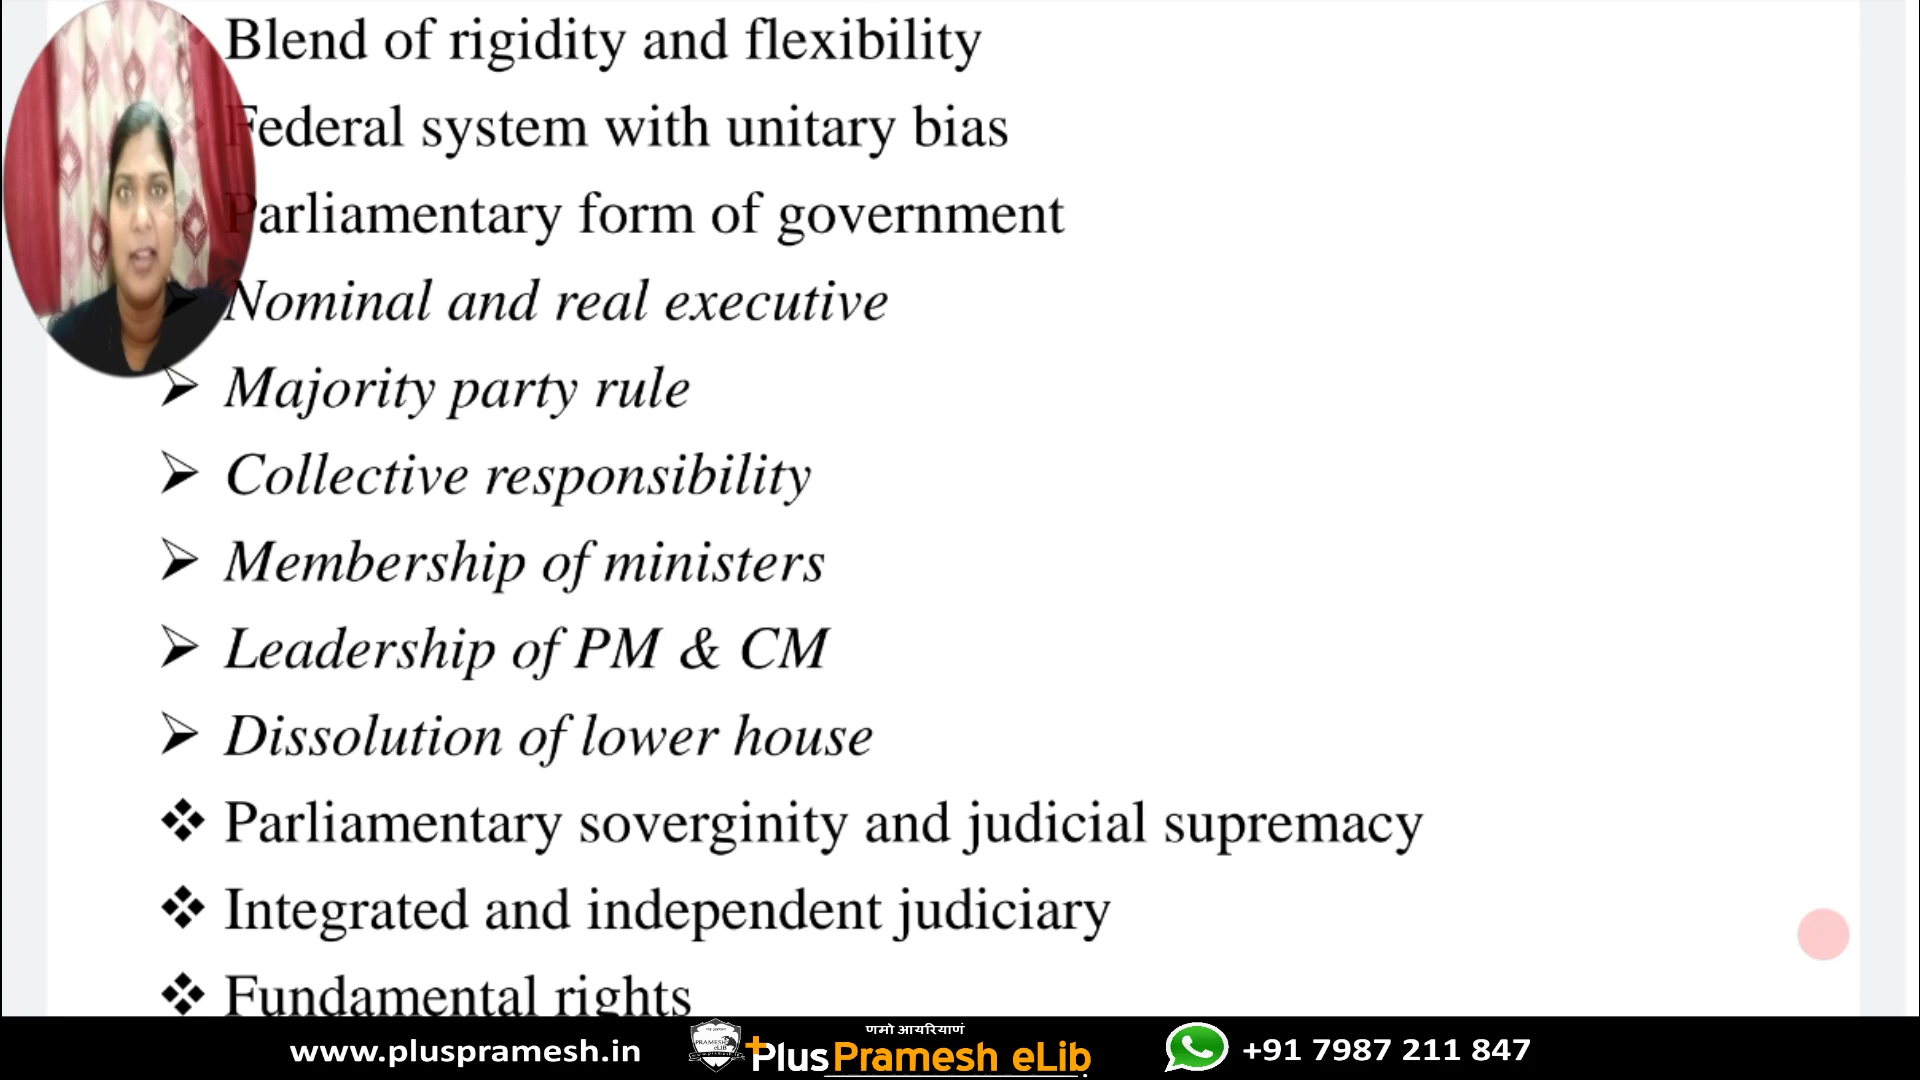 Blend of rigidity and flexibility
Federal system with unitary bias
Parliamentary form of government
Nominal and real executive
Majority party rule
Collective responsibility
Membership of ministers
Leadership of PM & CM
Dissolution of lower house
Parliamentary soverginity and judicial supremacy
Integrated and independent judiciary
Fundamental rights
www.pluspramesh.in
णमो आयरियाणं
PlusPramesh eLib
+91 7987 211 847